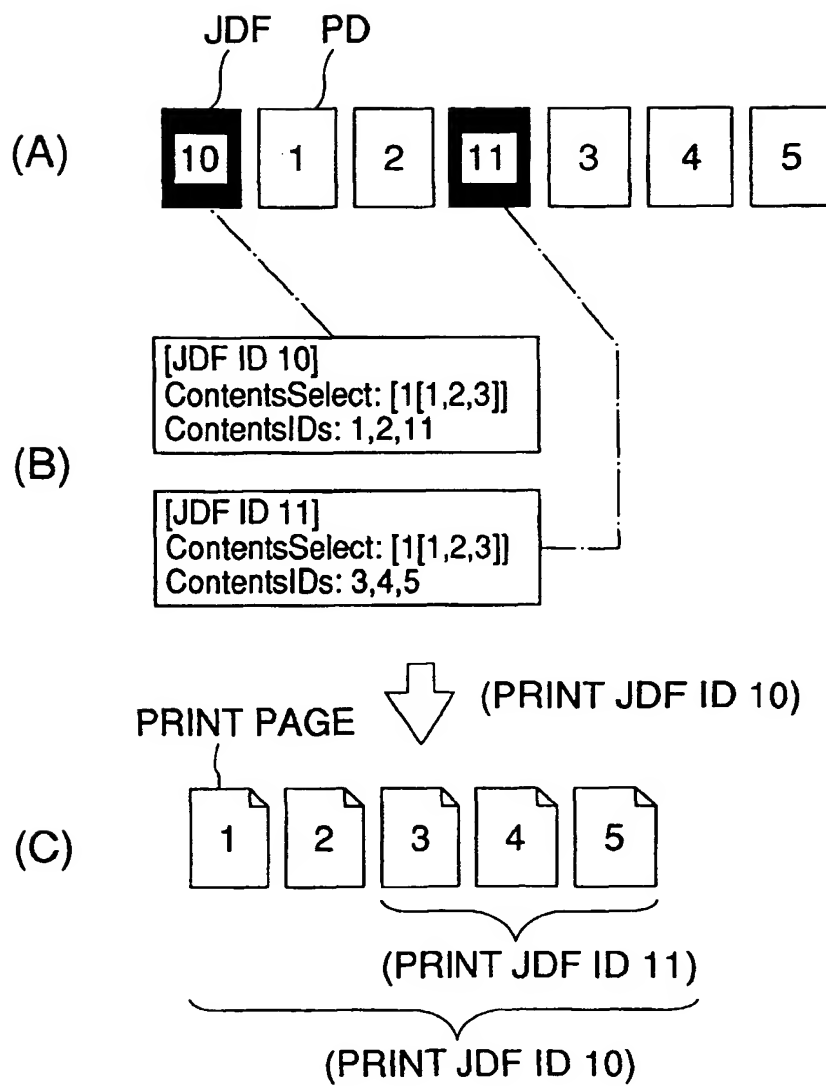 JDF PD
(A) 10 1 2 11 3 4 5
[JDF ID 10]
ContentsSelect: [1[1,2,3]]
ContentsIDs: 1,2,11
(B)
[JDF ID 11]
ContentsSelect: [1[1,2,3]]
ContentsIDs: 3,4,5
(PRINT JDF ID 10)
PRINT PAGE
(C) 1 2 3 4 5
(PRINT JDF ID 11)
(PRINT JDF ID 10)